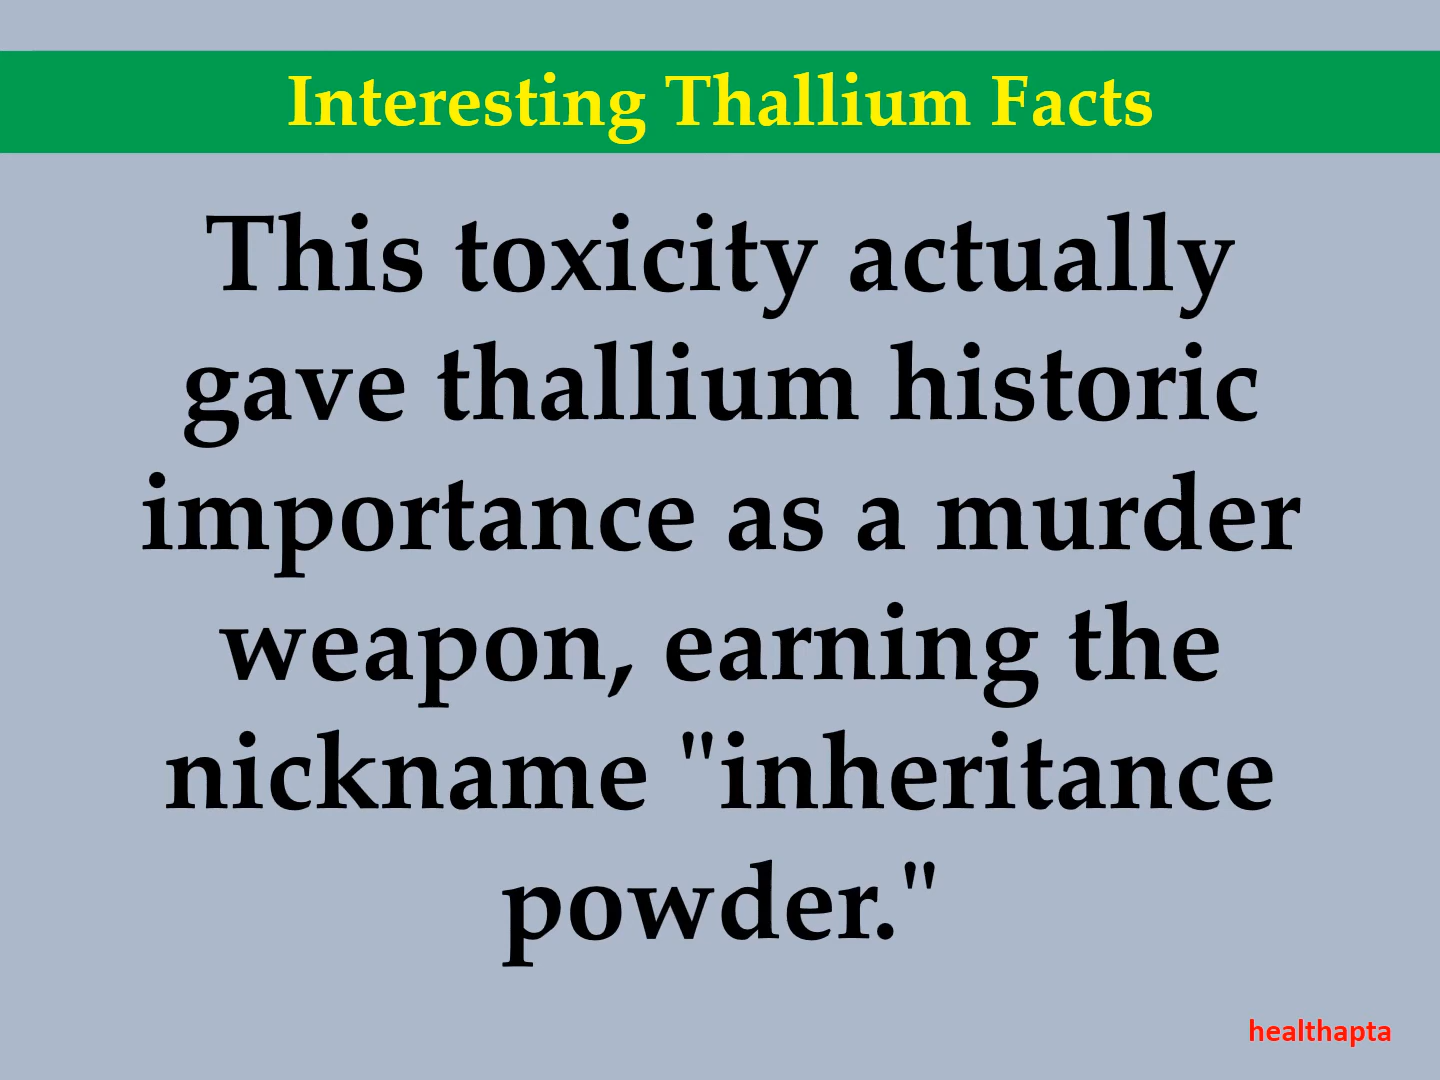 Interesting Thallium Facts
This toxicity actually
gave thallium historic
importance as a murder
weapon, earning the
nickname "inheritance
powder."
healthapta